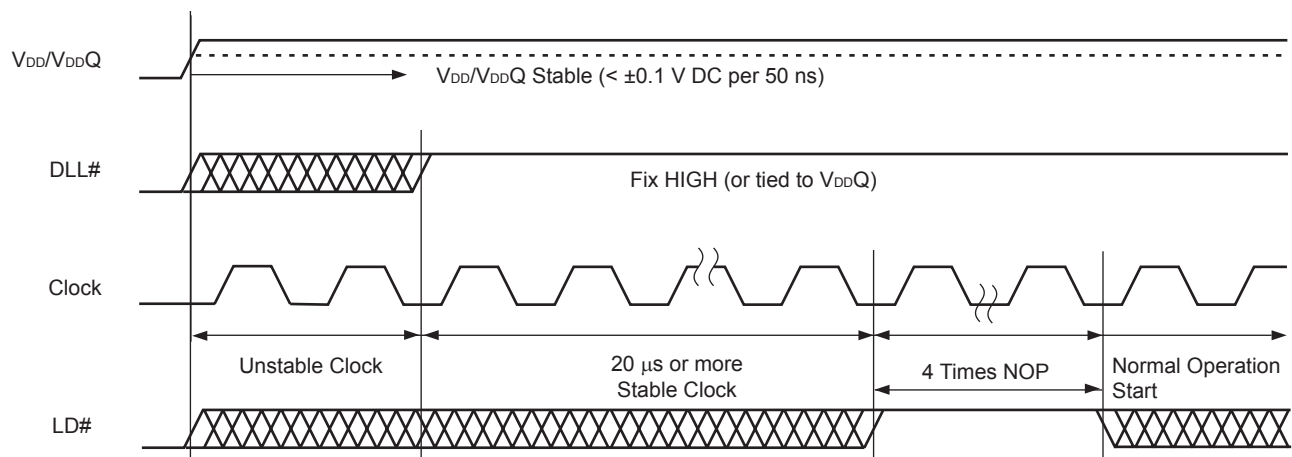 VDD/VDDQ
VDD/VDDQ Stable (< ±0.1 V DC per 50 ns)
DLL#
Fix HIGH (or tied to VDDQ)
Clock
Unstable Clock
20 μs or more
Stable Clock
4 Times NOP
Normal Operation
Start
LD#